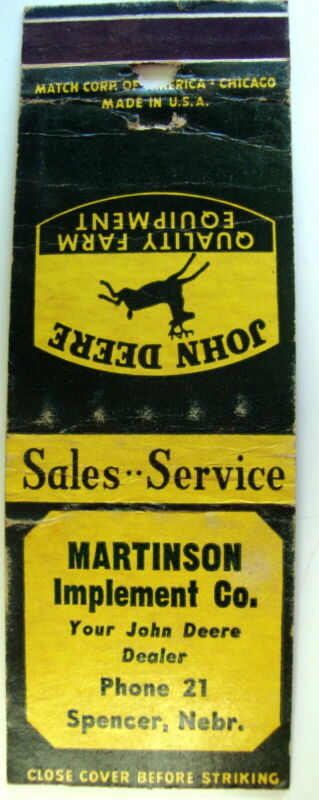 MATCH CORP. OF AMERICA · CHICAGO
MADE IN U.S.A.
JOHN DEERE
QUALITY FARM
EQUIPMENT
Sales·· Service
MARTINSON
Implement Co.
Your John Deere
Dealer
Phone 21
Spencer, Nebr.
CLOSE COVER BEFORE STRIKING